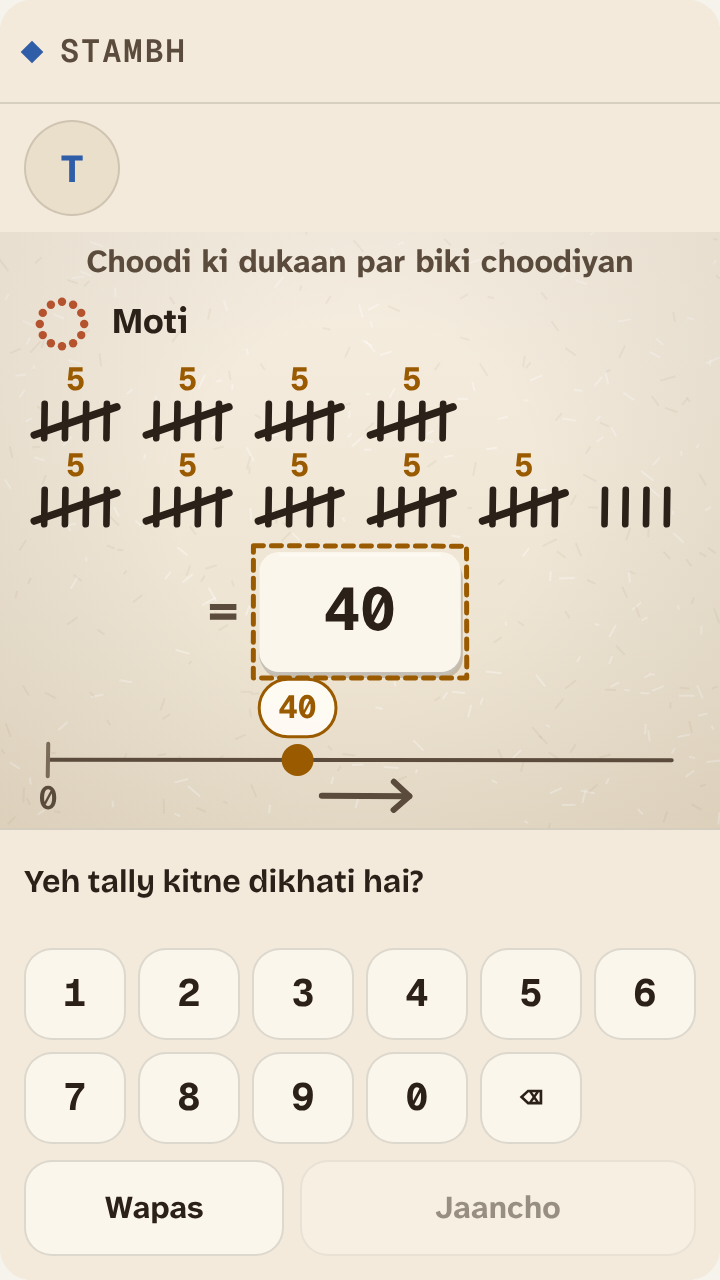 STAMBH
T
Choodi ki dukaan par biki choodiyan
Moti
5 5 5 5
5 5 5 5 5
= 40
40
0
Yeh tally kitne dikhati hai?
1 2 3 4 5 6
7 8 9 0 ⌫
Wapas Jaancho